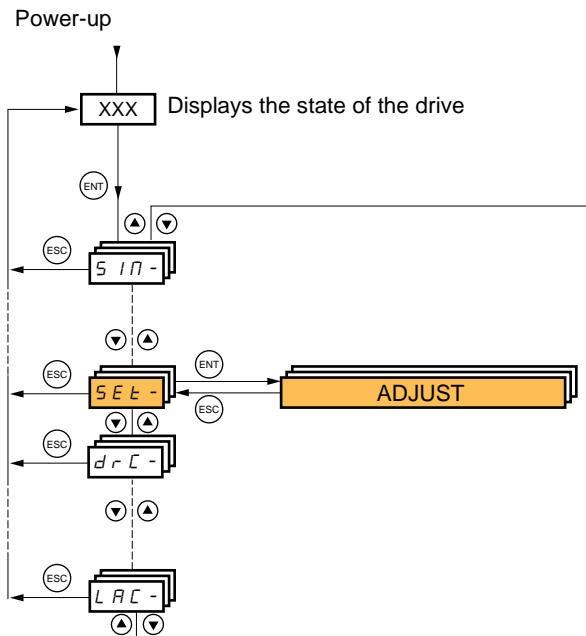 Power-up
XXX Displays the state of the drive
ENT
ESC
SIM-
ESC
SEt-
ENT
ESC
ADJUST
ESC
drC-
ESC
LAC-